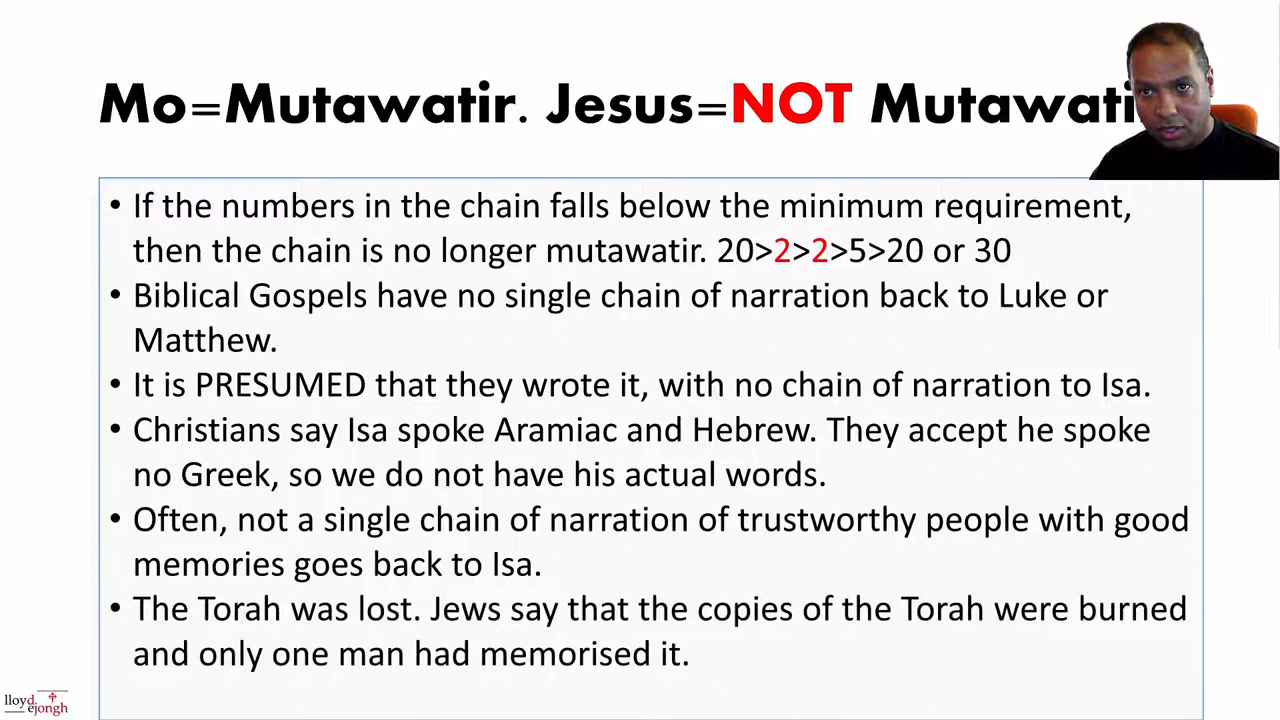 Mo=Mutawatir. Jesus=NOT Mutawati
• If the numbers in the chain falls below the minimum requirement,
then the chain is no longer mutawatir. 20>2>2>5>20 or 30
• Biblical Gospels have no single chain of narration back to Luke or
Matthew.
• It is PRESUMED that they wrote it, with no chain of narration to Isa.
• Christians say Isa spoke Aramiac and Hebrew. They accept he spoke
no Greek, so we do not have his actual words.
• Often, not a single chain of narration of trustworthy people with good
memories goes back to Isa.
• The Torah was lost. Jews say that the copies of the Torah were burned
and only one man had memorised it.
lloyd
ejongh